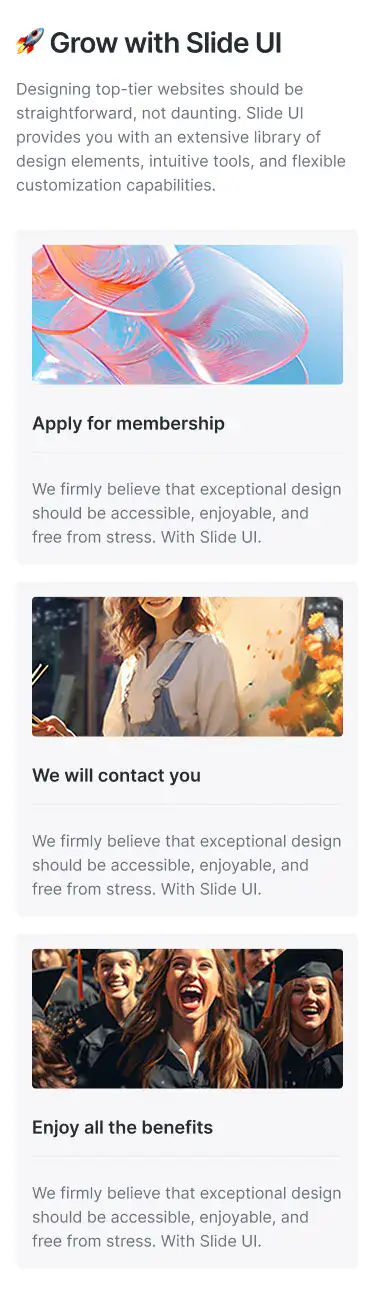 🚀 Grow with Slide UI
Designing top-tier websites should be
straightforward, not daunting. Slide UI
provides you with an extensive library of
design elements, intuitive tools, and flexible
customization capabilities.
Apply for membership
We firmly believe that exceptional design
should be accessible, enjoyable, and
free from stress. With Slide UI.
We will contact you
We firmly believe that exceptional design
should be accessible, enjoyable, and
free from stress. With Slide UI.
Enjoy all the benefits
We firmly believe that exceptional design
should be accessible, enjoyable, and
free from stress. With Slide UI.